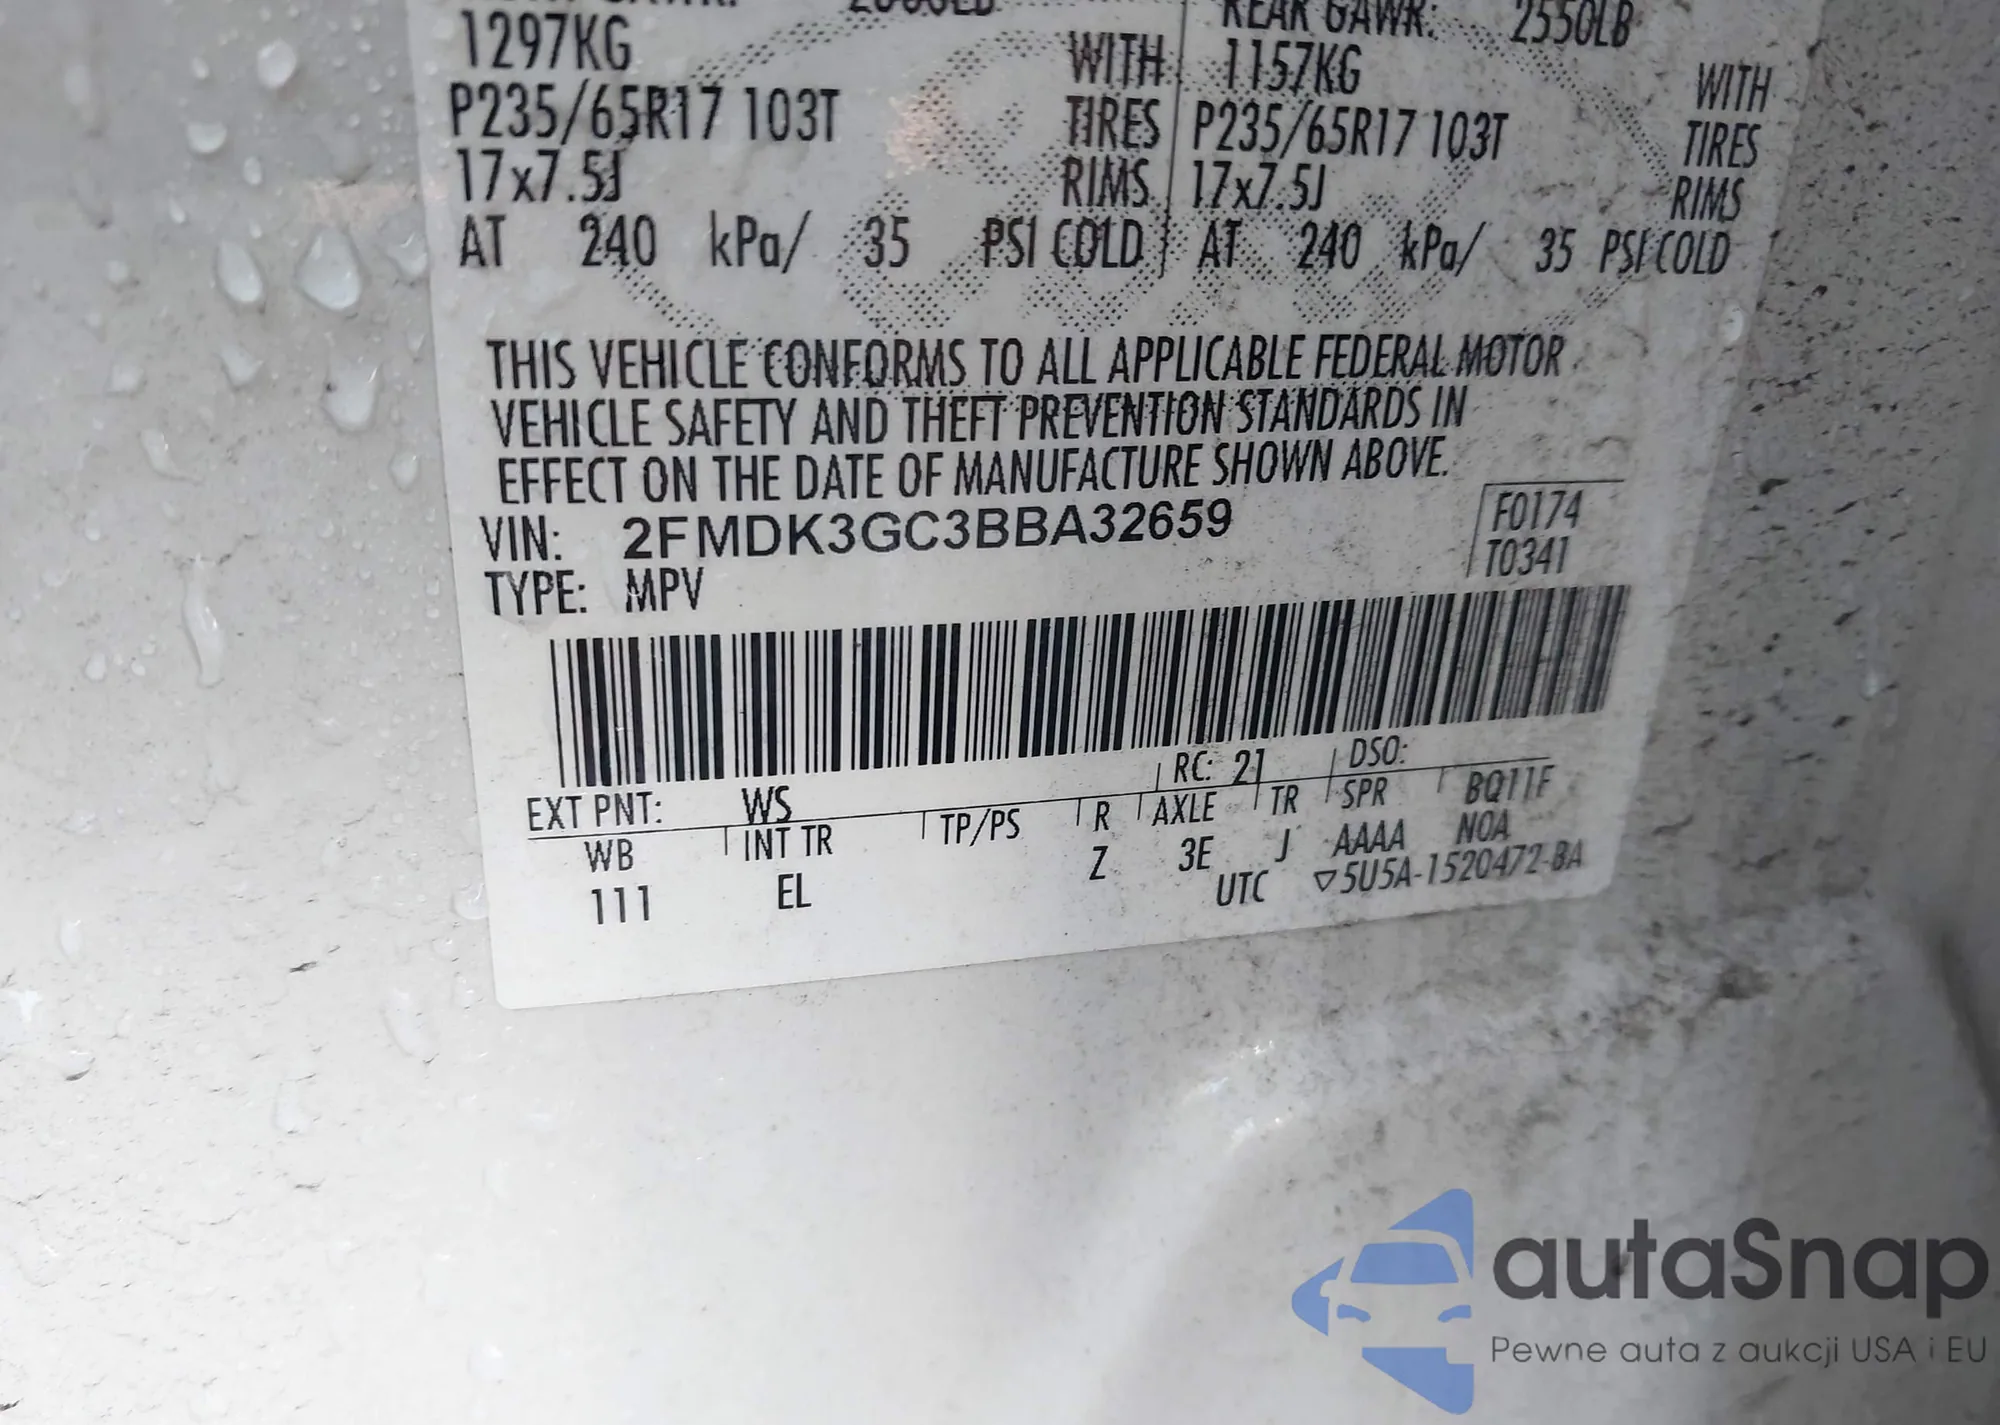 REAR GAWR: 2550LB
1297KG WITH 1157KG WITH
P235/65R17 103T TIRES P235/65R17 103T TIRES
17x7.5J RIMS 17x7.5J RIMS
AT 240 kPa/ 35 PSI COLD AT 240 kPa/ 35 PSI COLD
THIS VEHICLE CONFORMS TO ALL APPLICABLE FEDERAL MOTOR
VEHICLE SAFETY AND THEFT PREVENTION STANDARDS IN
EFFECT ON THE DATE OF MANUFACTURE SHOWN ABOVE.
VIN: 2FMDK3GC3BBA32659 F0174
TYPE: MPV T0341
RC: 21 DSO:
EXT PNT: WS
WB INT TR TP/PS R AXLE TR SPR BQ11F
111 EL Z 3E J AAAA NOA
UTC ▽5U5A-1520472-BA
autaSnap
Pewne auta z aukcji USA i EU